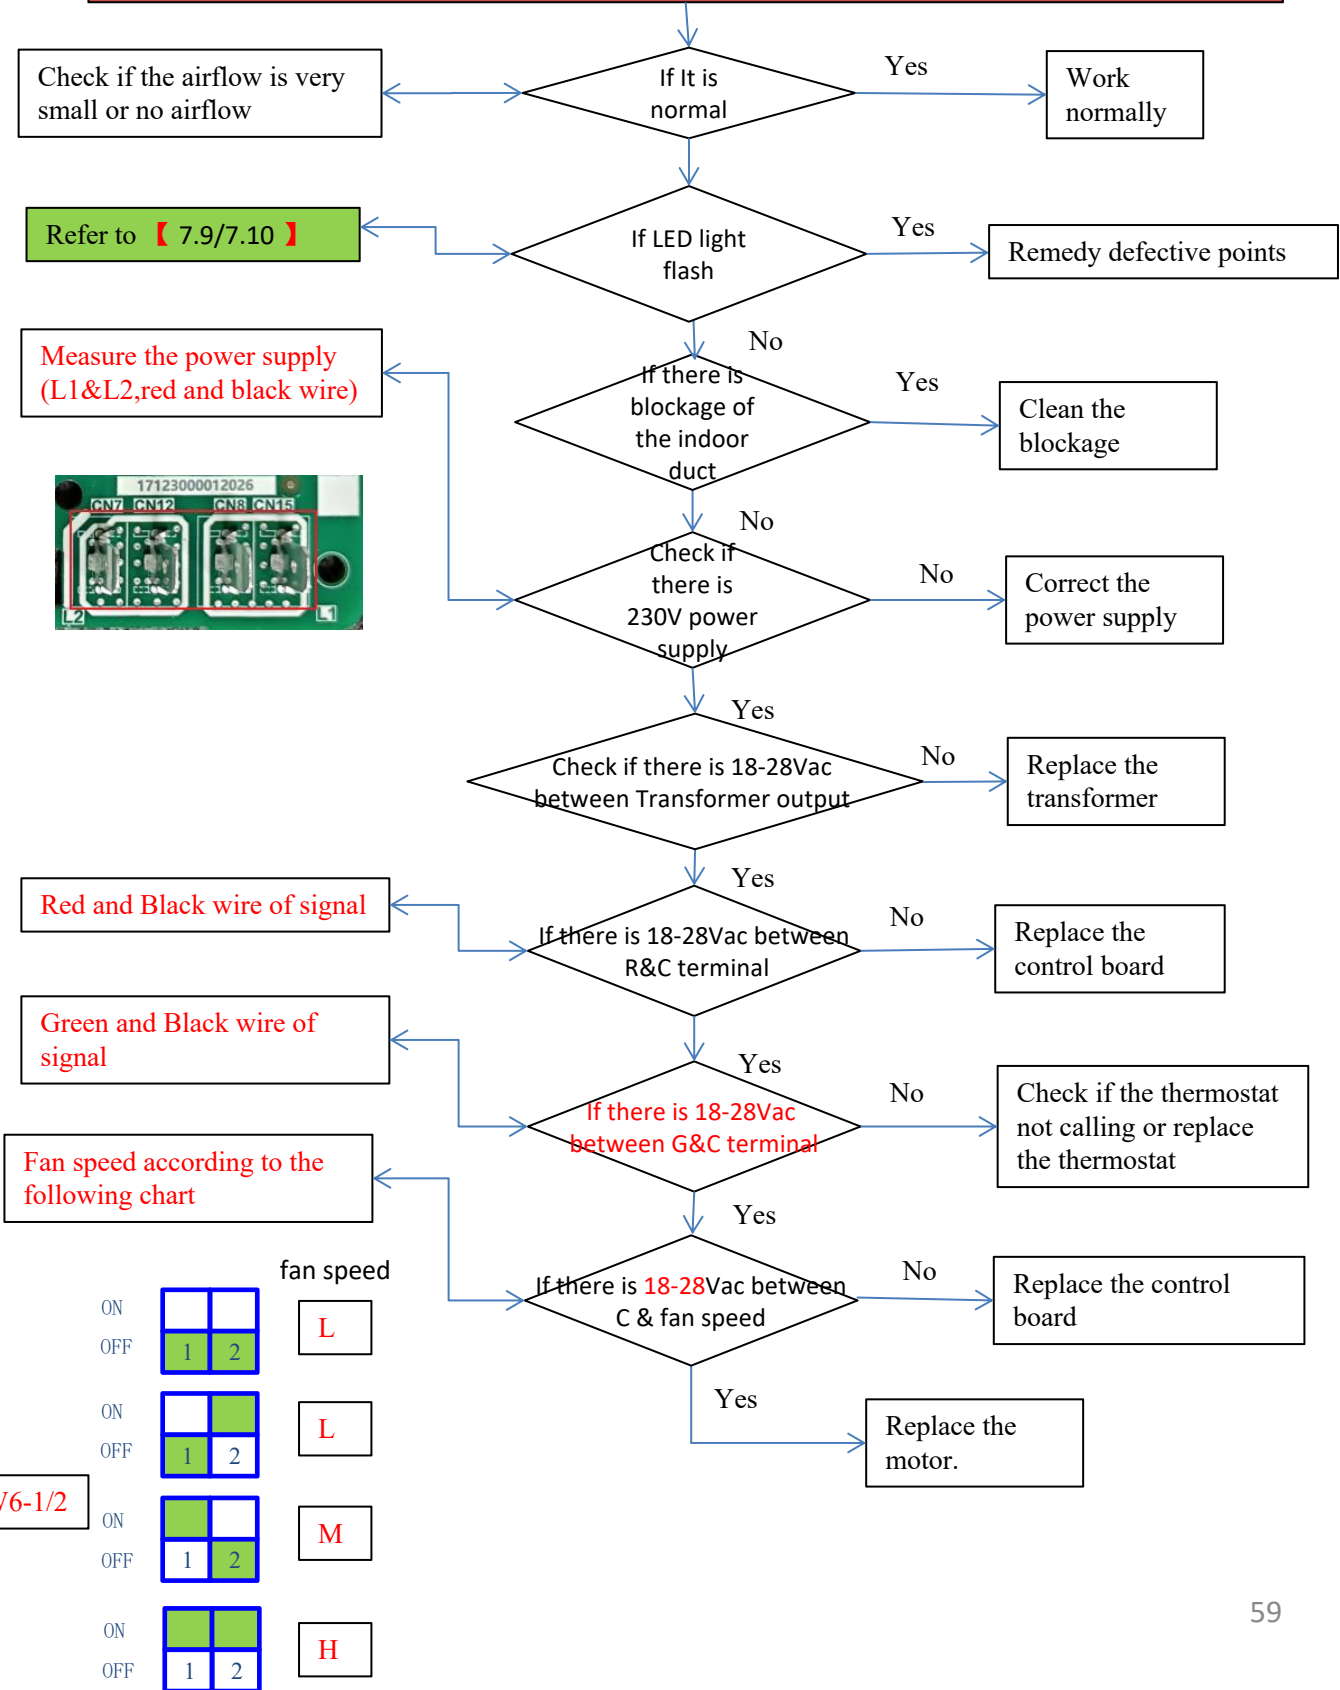 Check if the airflow is very
small or no airflow
If It is
normal
Yes
Work
normally
Refer to 【 7.9/7.10 】
If LED light
flash
Yes
Remedy defective points
No
Measure the power supply
(L1&L2,red and black wire)
If there is
blockage of
the indoor
duct
Yes
Clean the
blockage
17123000012026
CN7 CN12 CN8 CN15
L2 L1
No
Check if
there is
230V power
supply
No
Correct the
power supply
Yes
Check if there is 18-28Vac
between Transformer output
No
Replace the
transformer
Yes
Red and Black wire of signal
If there is 18-28Vac between
R&C terminal
No
Replace the
control board
Green and Black wire of
signal
Yes
If there is 18-28Vac
between G&C terminal
No
Check if the thermostat
not calling or replace
the thermostat
Fan speed according to the
following chart
Yes
If there is 18-28Vac between
C & fan speed
No
Replace the control
board
Yes
Replace the
motor.
fan speed
ON
OFF 1 2
L
ON
OFF 1 2
L
6-1/2
ON
OFF 1 2
M
ON
OFF 1 2
H
59